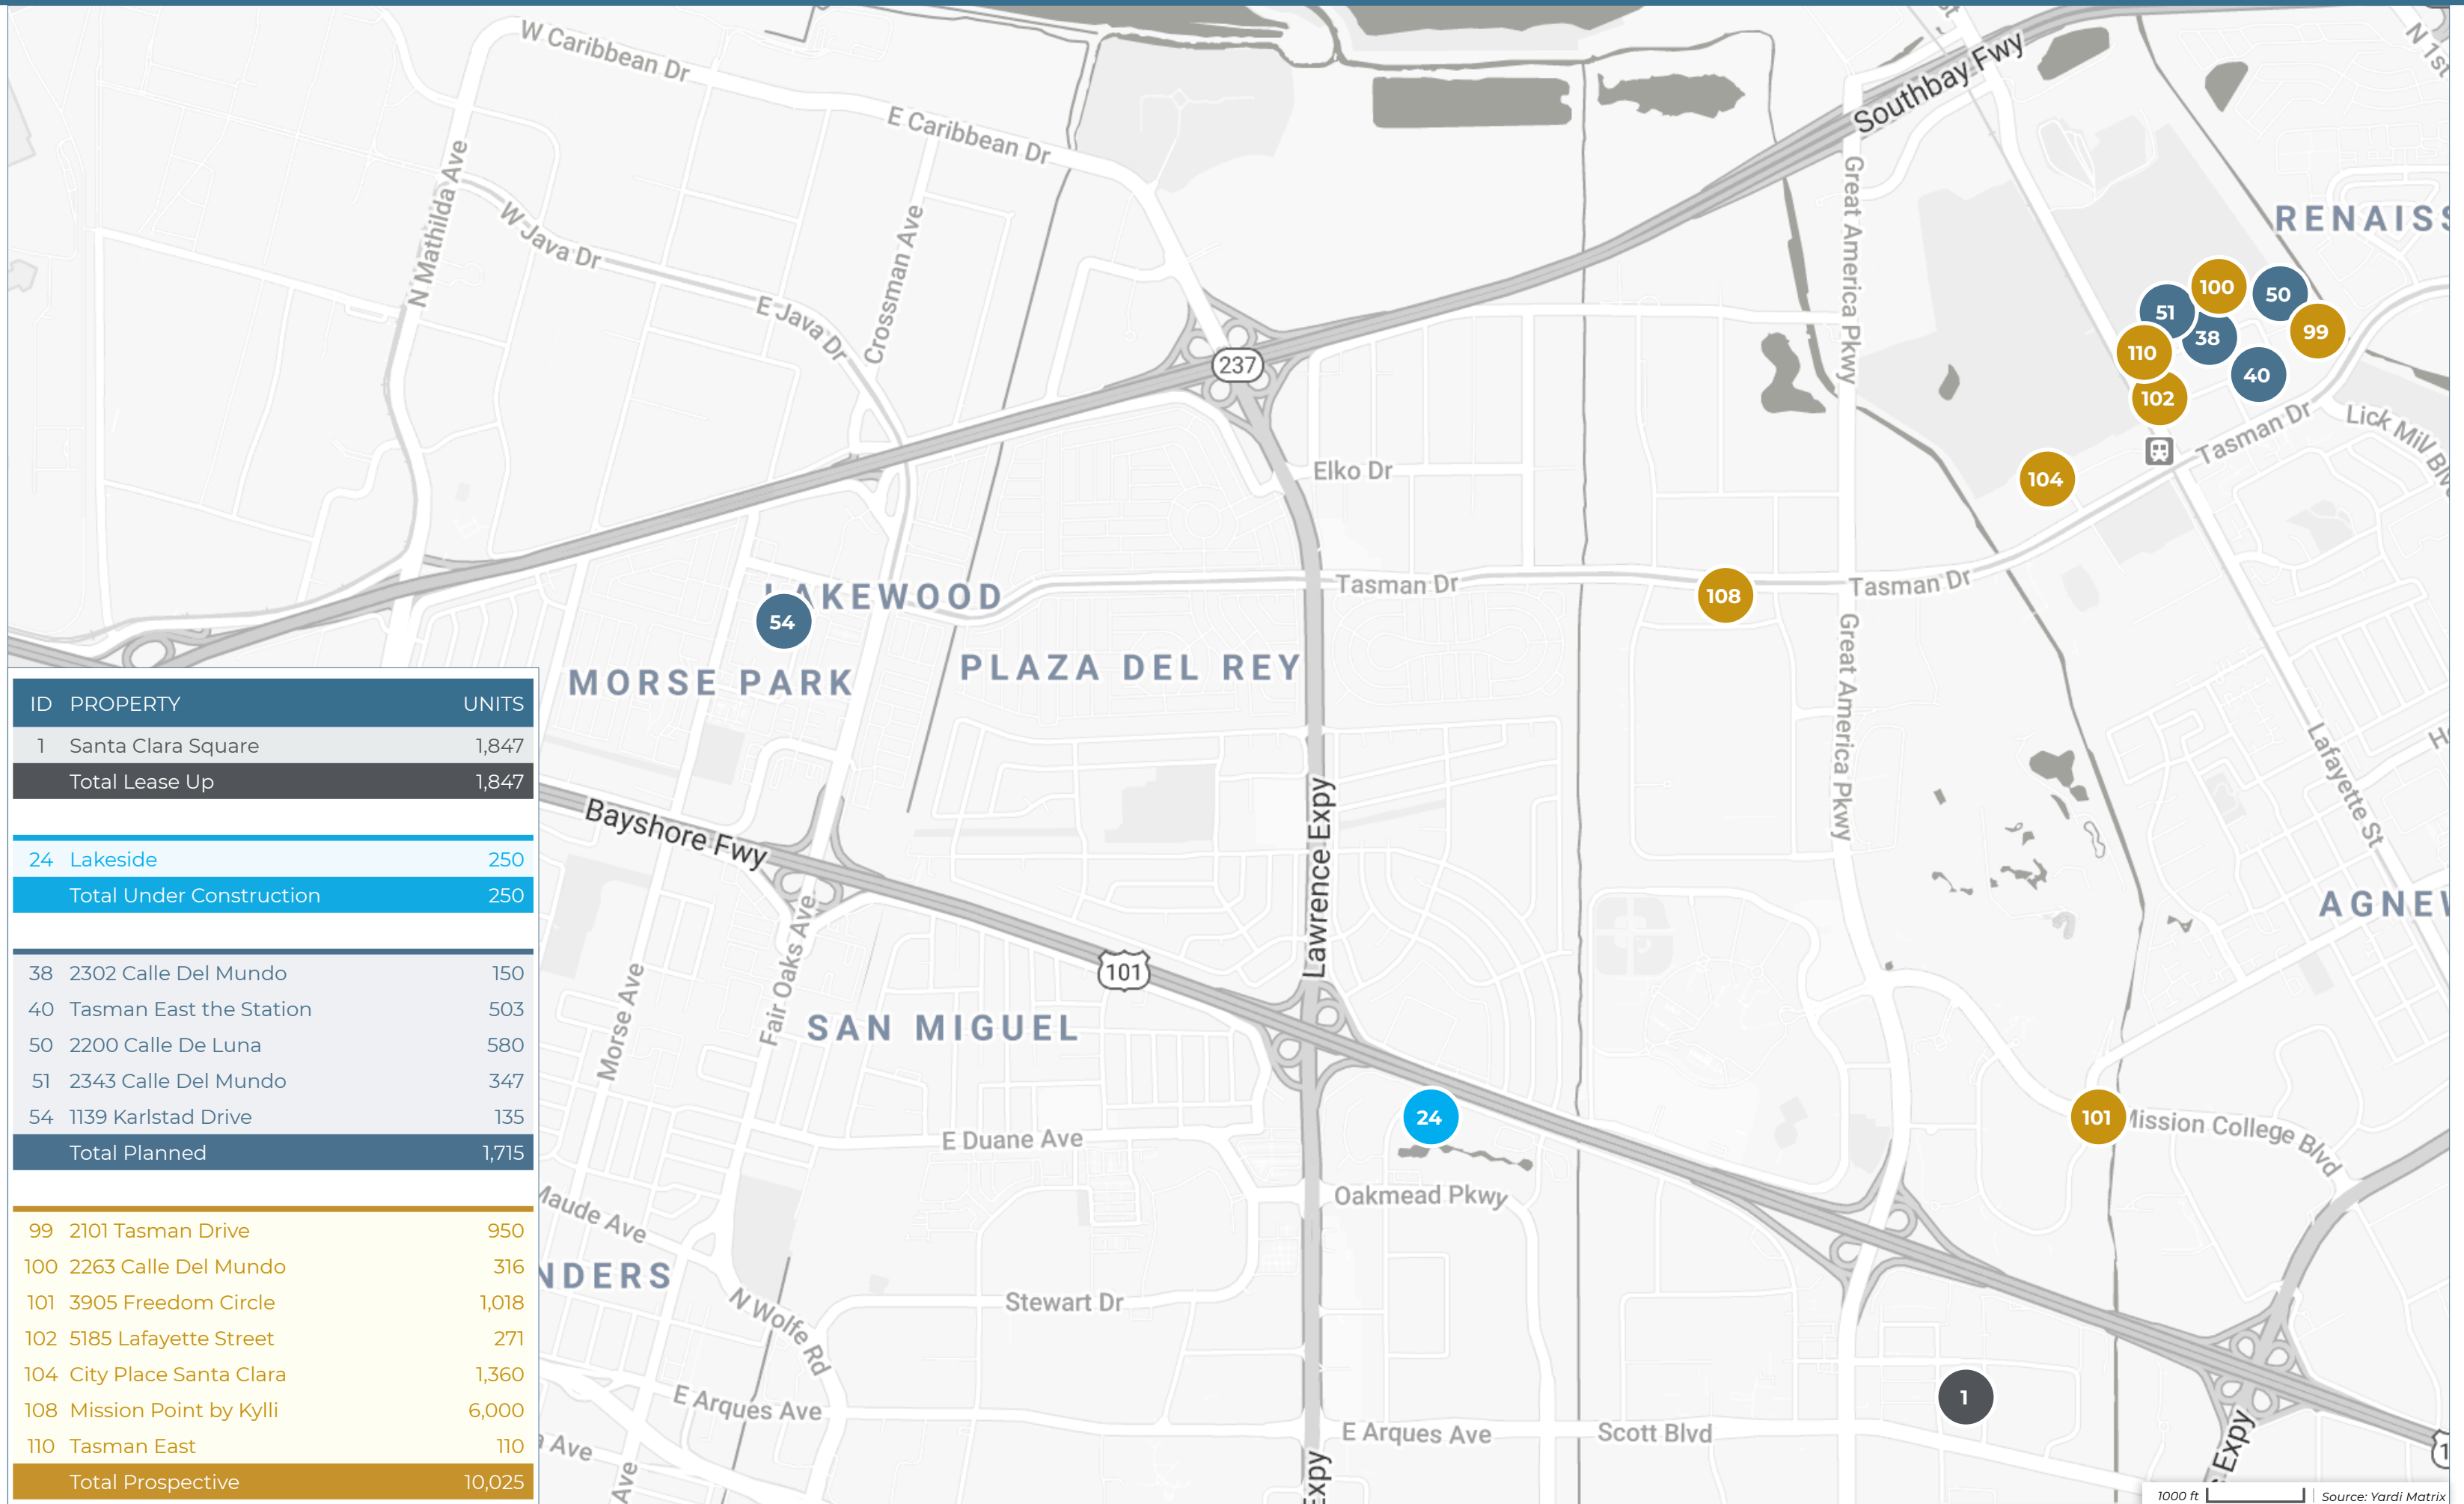 W Caribbean Dr
E Caribbean Dr
Southbay Fwy
N 1st
N Mathilda Ave
W Java Dr
E Java Dr
Crossman Ave
Great America Pkwy
RENAISS
100
50
51
38
99
110
40
102
237
Tasman Dr
Lick Mill Blv
Elko Dr
104
LAKEWOOD
54
Tasman Dr
108
Tasman Dr
MORSE PARK
PLAZA DEL REY
Great America Pkwy
Lafayette St
Bayshore Fwy
Lawrence Expy
AGNEW
101
Fair Oaks Ave
Morse Ave
SAN MIGUEL
24
101
Mission College Blvd
E Duane Ave
Oakmead Pkwy
Maude Ave
NDERS
N Wolfe Rd
Stewart Dr
1
E Arques Ave
E Arques Ave
Scott Blvd
Ave
Ave
Expy
Expy
1000 ft
Source: Yardi Matrix
ID PROPERTY UNITS
1 Santa Clara Square 1,847
Total Lease Up 1,847
24 Lakeside 250
Total Under Construction 250
38 2302 Calle Del Mundo 150
40 Tasman East the Station 503
50 2200 Calle De Luna 580
51 2343 Calle Del Mundo 347
54 1139 Karlstad Drive 135
Total Planned 1,715
99 2101 Tasman Drive 950
100 2263 Calle Del Mundo 316
101 3905 Freedom Circle 1,018
102 5185 Lafayette Street 271
104 City Place Santa Clara 1,360
108 Mission Point by Kylli 6,000
110 Tasman East 110
Total Prospective 10,025